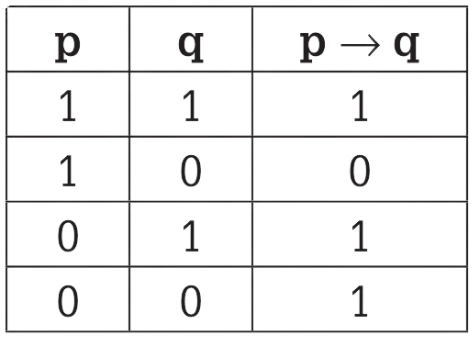 p q p → q
1 1 1
1 0 0
0 1 1
0 0 1